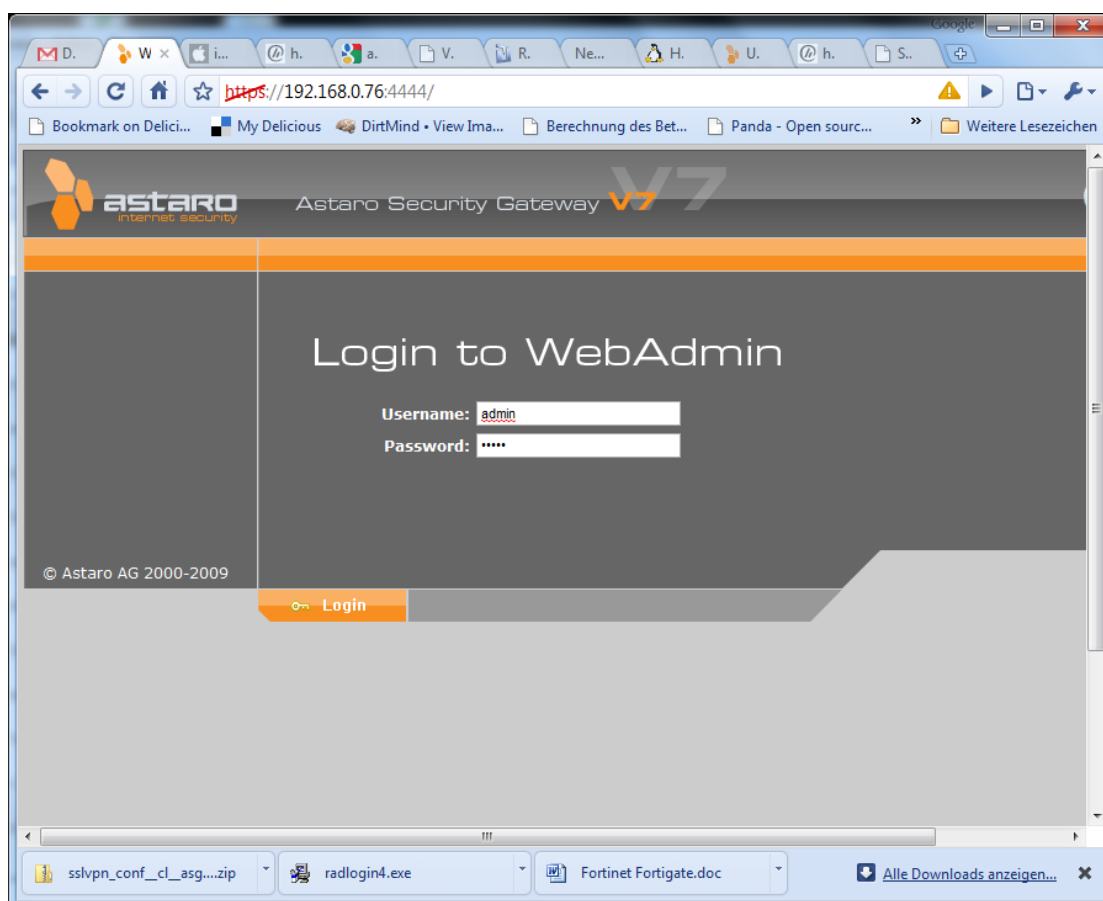 Google
D. W × i... h. a. V. R. Ne... H. U. h. S..
https://192.168.0.76:4444/
Bookmark on Delici... My Delicious DirtMind • View Ima... Berechnung des Bet... Panda - Open sourc... » Weitere Lesezeichen
astaro
internet security
Astaro Security Gateway V7
Login to WebAdmin
Username: admin
Password: •••••
© Astaro AG 2000-2009
Login
sslvpn_conf__cl_asg....zip radlogin4.exe Fortinet Fortigate.doc Alle Downloads anzeigen...